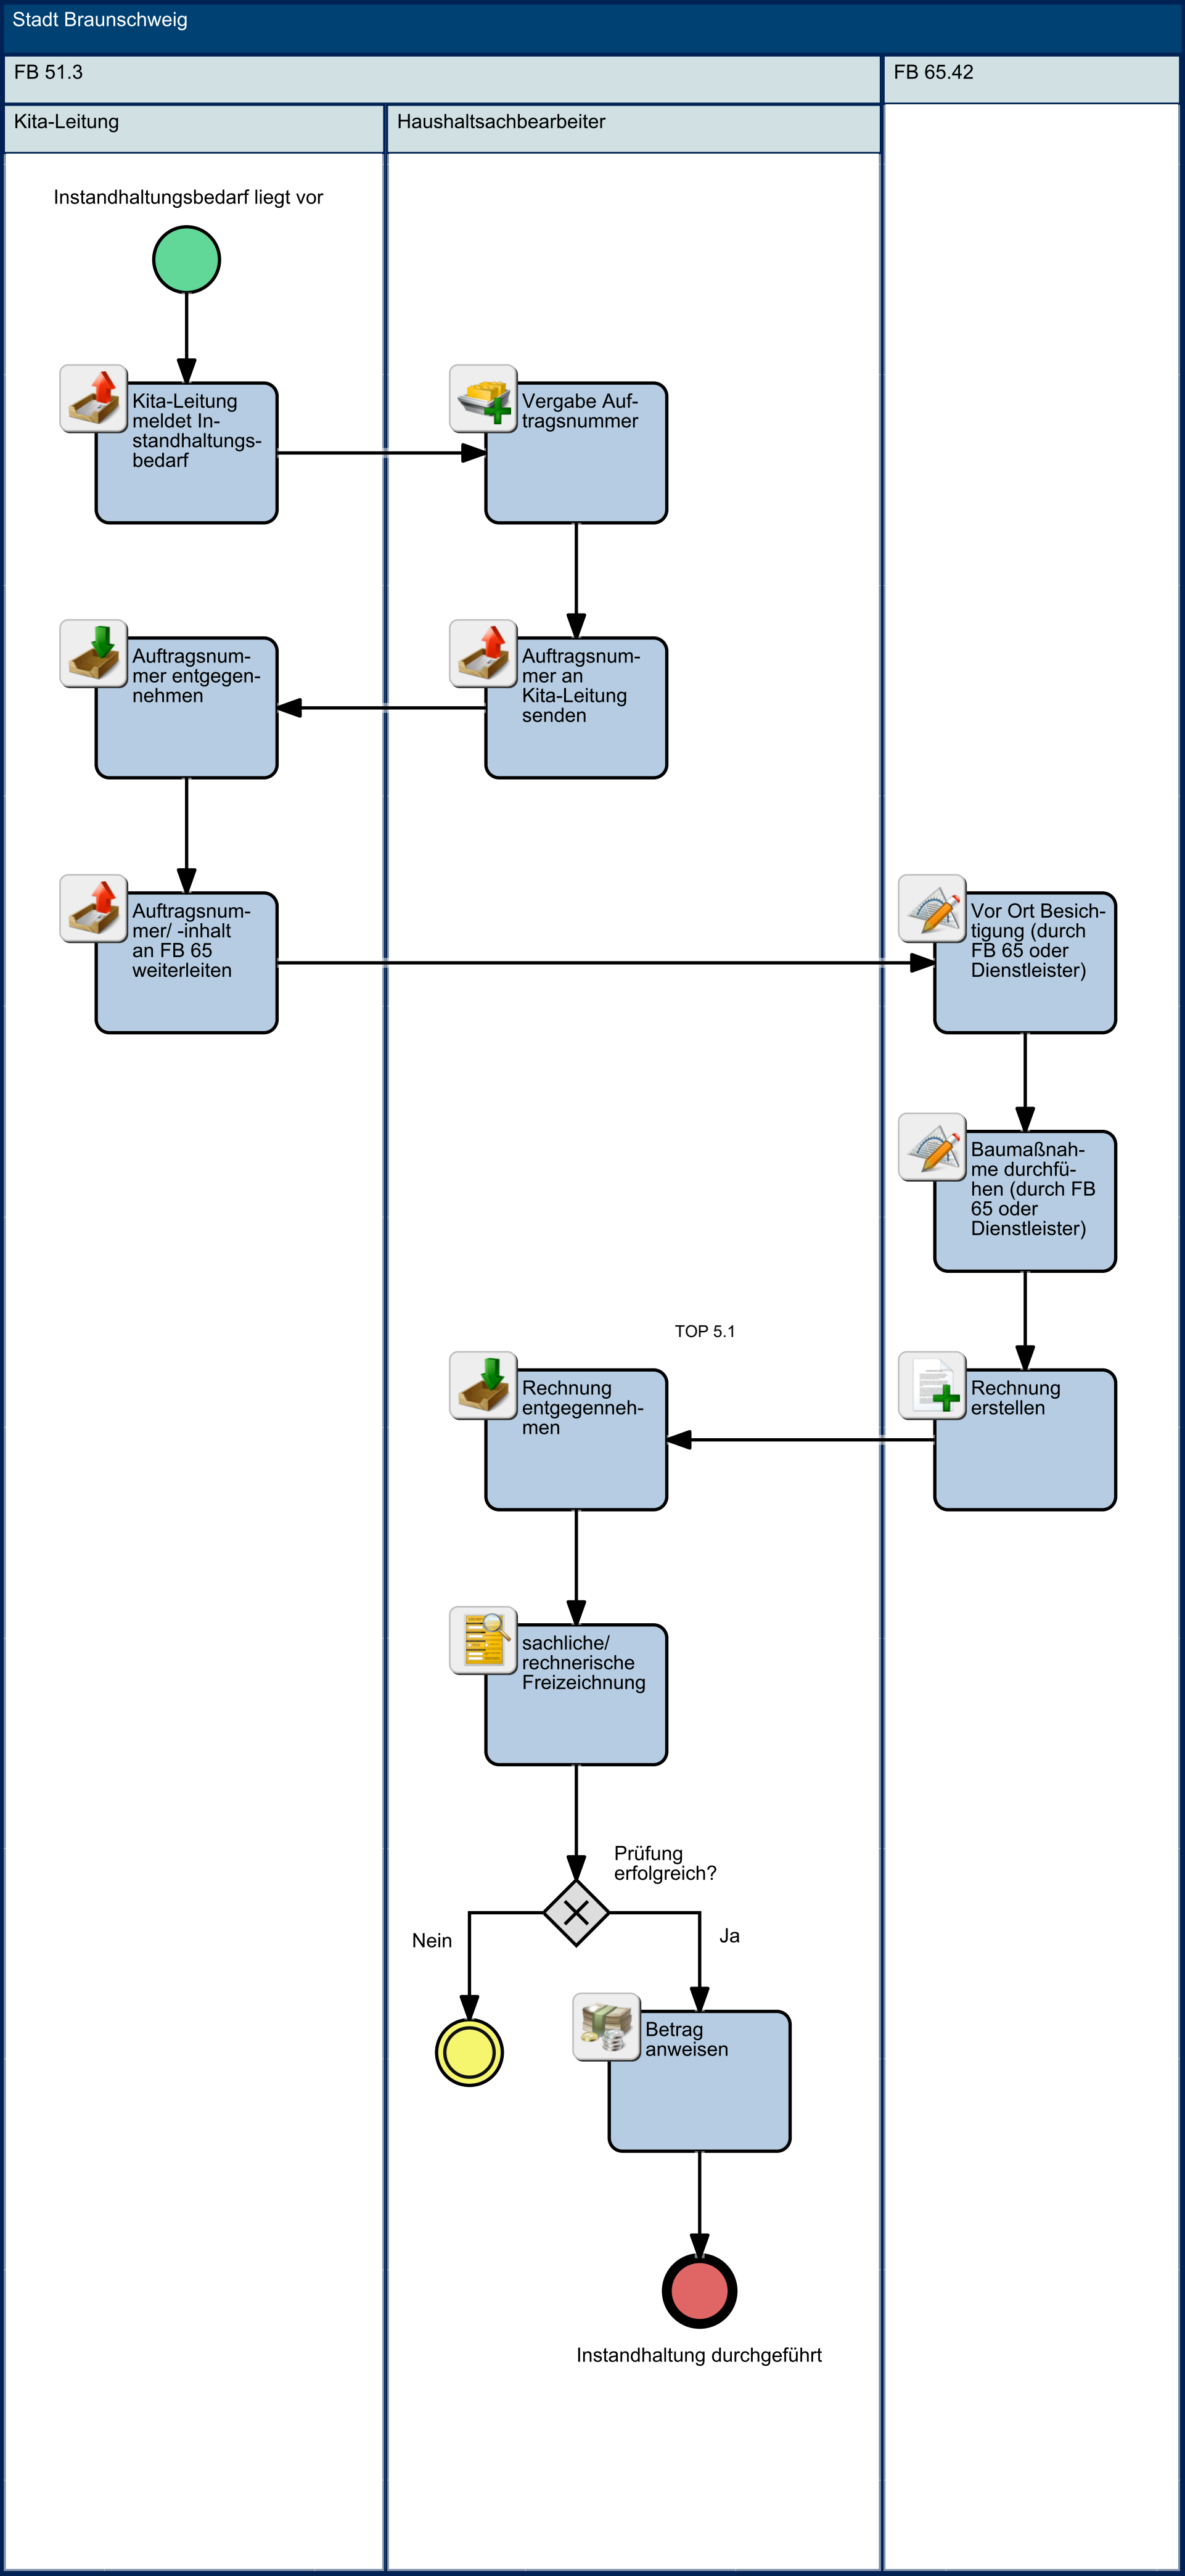 Stadt Braunschweig
FB 51.3
FB 65.42
Kita-Leitung
Haushaltsachbearbeiter
Instandhaltungsbedarf liegt vor
Kita-Leitung
meldet In-
standhaltungs-
bedarf
Vergabe Auf-
tragsnummer
Auftragsnum-
mer entgegen-
nehmen
Auftragsnum-
mer an
Kita-Leitung
senden
Auftragsnum-
mer/ -inhalt
an FB 65
weiterleiten
Vor Ort Besich-
tigung (durch
FB 65 oder
Dienstleister)
Baumaßnah-
me durchfü-
hen (durch FB
65 oder
Dienstleister)
TOP 5.1
Rechnung
entgegenneh-
men
Rechnung
erstellen
sachliche/
rechnerische
Freizeichnung
Prüfung
erfolgreich?
Nein
Ja
Betrag
anweisen
Instandhaltung durchgeführt